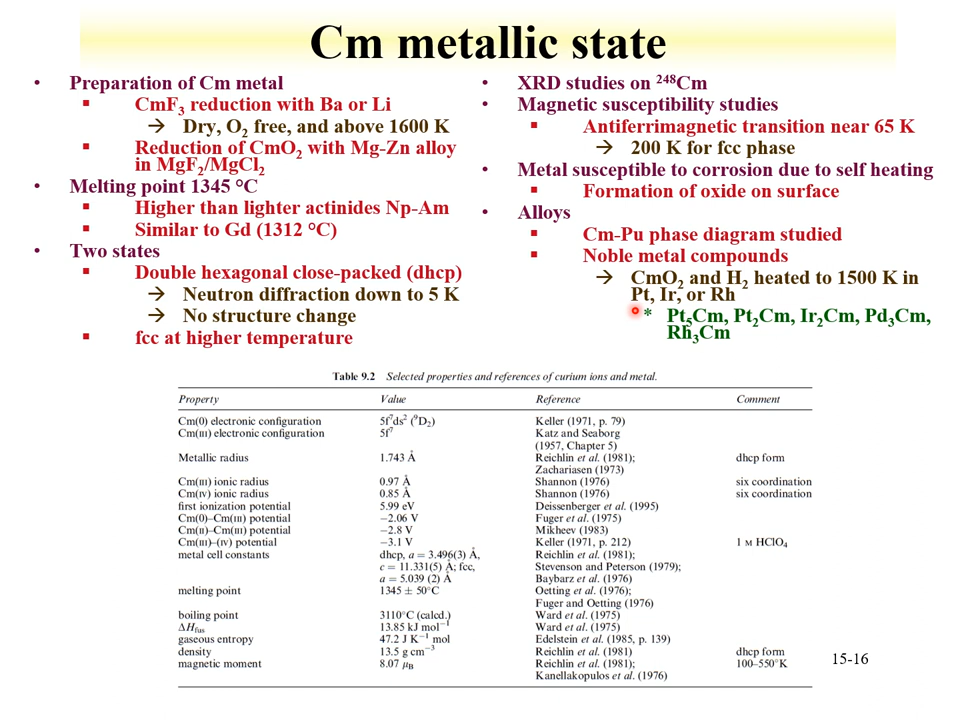 Cm metallic state
• Preparation of Cm metal
▪ CmF3 reduction with Ba or Li
→ Dry, O2 free, and above 1600 K
▪ Reduction of CmO2 with Mg-Zn alloy
in MgF2/MgCl2
• Melting point 1345 °C
▪ Higher than lighter actinides Np-Am
▪ Similar to Gd (1312 °C)
• Two states
▪ Double hexagonal close-packed (dhcp)
→ Neutron diffraction down to 5 K
→ No structure change
▪ fcc at higher temperature
• XRD studies on 248Cm
• Magnetic susceptibility studies
▪ Antiferrimagnetic transition near 65 K
→ 200 K for fcc phase
• Metal susceptible to corrosion due to self heating
▪ Formation of oxide on surface
• Alloys
▪ Cm-Pu phase diagram studied
▪ Noble metal compounds
→ CmO2 and H2 heated to 1500 K in
Pt, Ir, or Rh
* Pt5Cm, Pt2Cm, Ir2Cm, Pd3Cm,
Rh3Cm
Table 9.2 Selected properties and references of curium ions and metal.
Property Value Reference Comment
Cm(0) electronic configuration 5f⁷ds² (⁹D₂) Keller (1971, p. 79)
Cm(III) electronic configuration 5f⁷ Katz and Seaborg
(1957, Chapter 5)
Metallic radius 1.743 Å Reichlin et al. (1981); dhcp form
Zachariasen (1973)
Cm(III) ionic radius 0.97 Å Shannon (1976) six coordination
Cm(IV) ionic radius 0.85 Å Shannon (1976) six coordination
first ionization potential 5.99 eV Deissenberger et al. (1995)
Cm(0)–Cm(III) potential −2.06 V Fuger et al. (1975)
Cm(II)–Cm(III) potential −2.8 V Mikheev (1983)
Cm(III)–(IV) potential −3.1 V Keller (1971, p. 212) 1 M HClO4
metal cell constants dhcp, a = 3.496(3) Å, Reichlin et al. (1981);
c = 11.331(5) Å; fcc, Stevenson and Peterson (1979);
a = 5.039 (2) Å Baybarz et al. (1976)
melting point 1345 ± 50°C Oetting et al. (1976);
Fuger and Oetting (1976)
boiling point 3110°C (calcd.) Ward et al. (1975)
ΔHfus 13.85 kJ mol⁻¹ Ward et al. (1975)
gaseous entropy 47.2 J K⁻¹ mol Edelstein et al. (1985, p. 139)
density 13.5 g cm⁻³ Reichlin et al. (1981) dhcp form
magnetic moment 8.07 μB Reichlin et al. (1981); 100–550°K
Kanellakopulos et al. (1976)
15-16